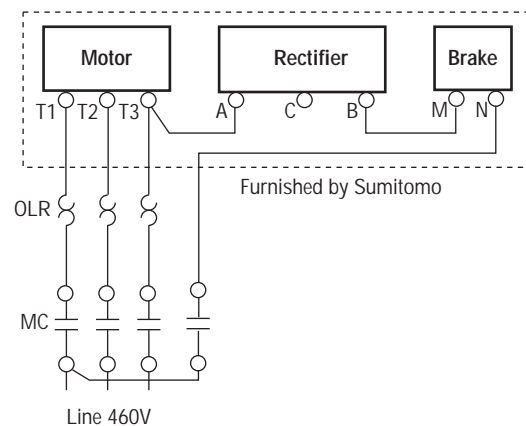 Motor Rectifier Brake
T1 T2 T3 A C B M N
Furnished by Sumitomo
OLR
MC
Line 460V